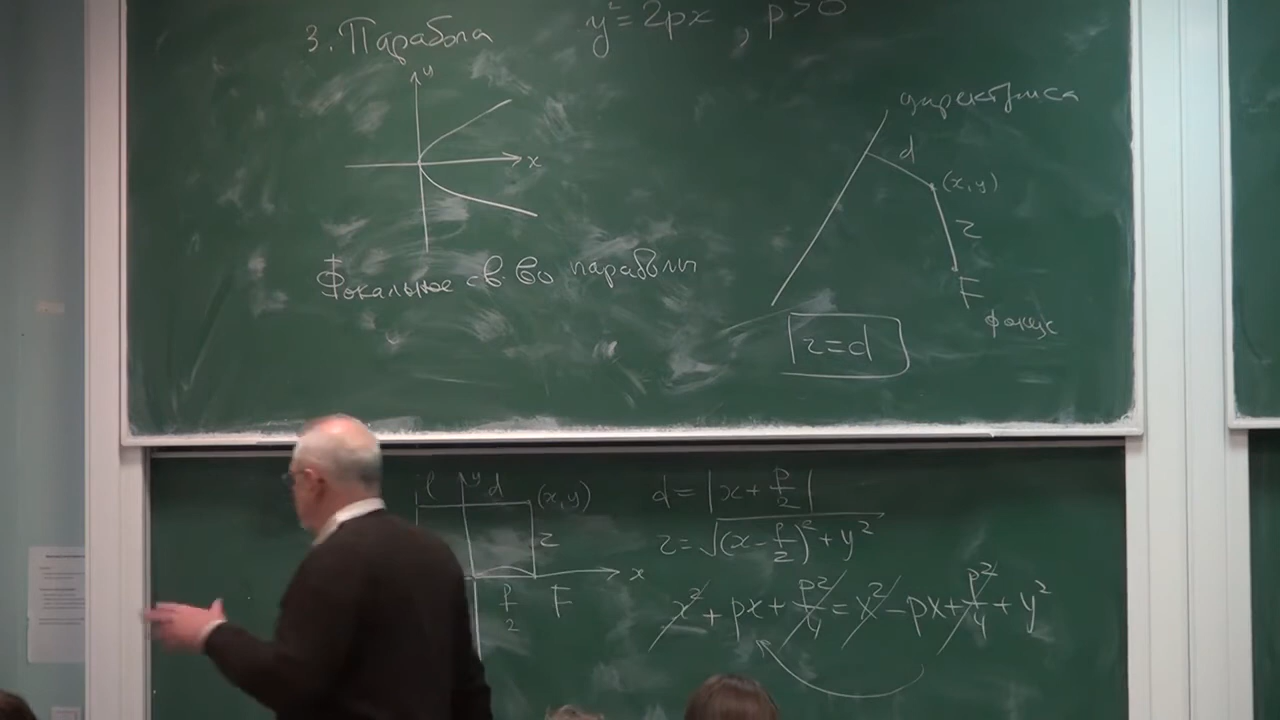 3. Парабола y² = 2px , p > 0
y
x
директриса
d
(x, y)
r
F
фокус
Фокальное св-во параболы
r = d
l y d (x, y)
r
x
p/2 F
d = |x + p/2|
r = √((x - p/2)² + y²)
x² + px + p²/4 = x² - px + p²/4 + y²